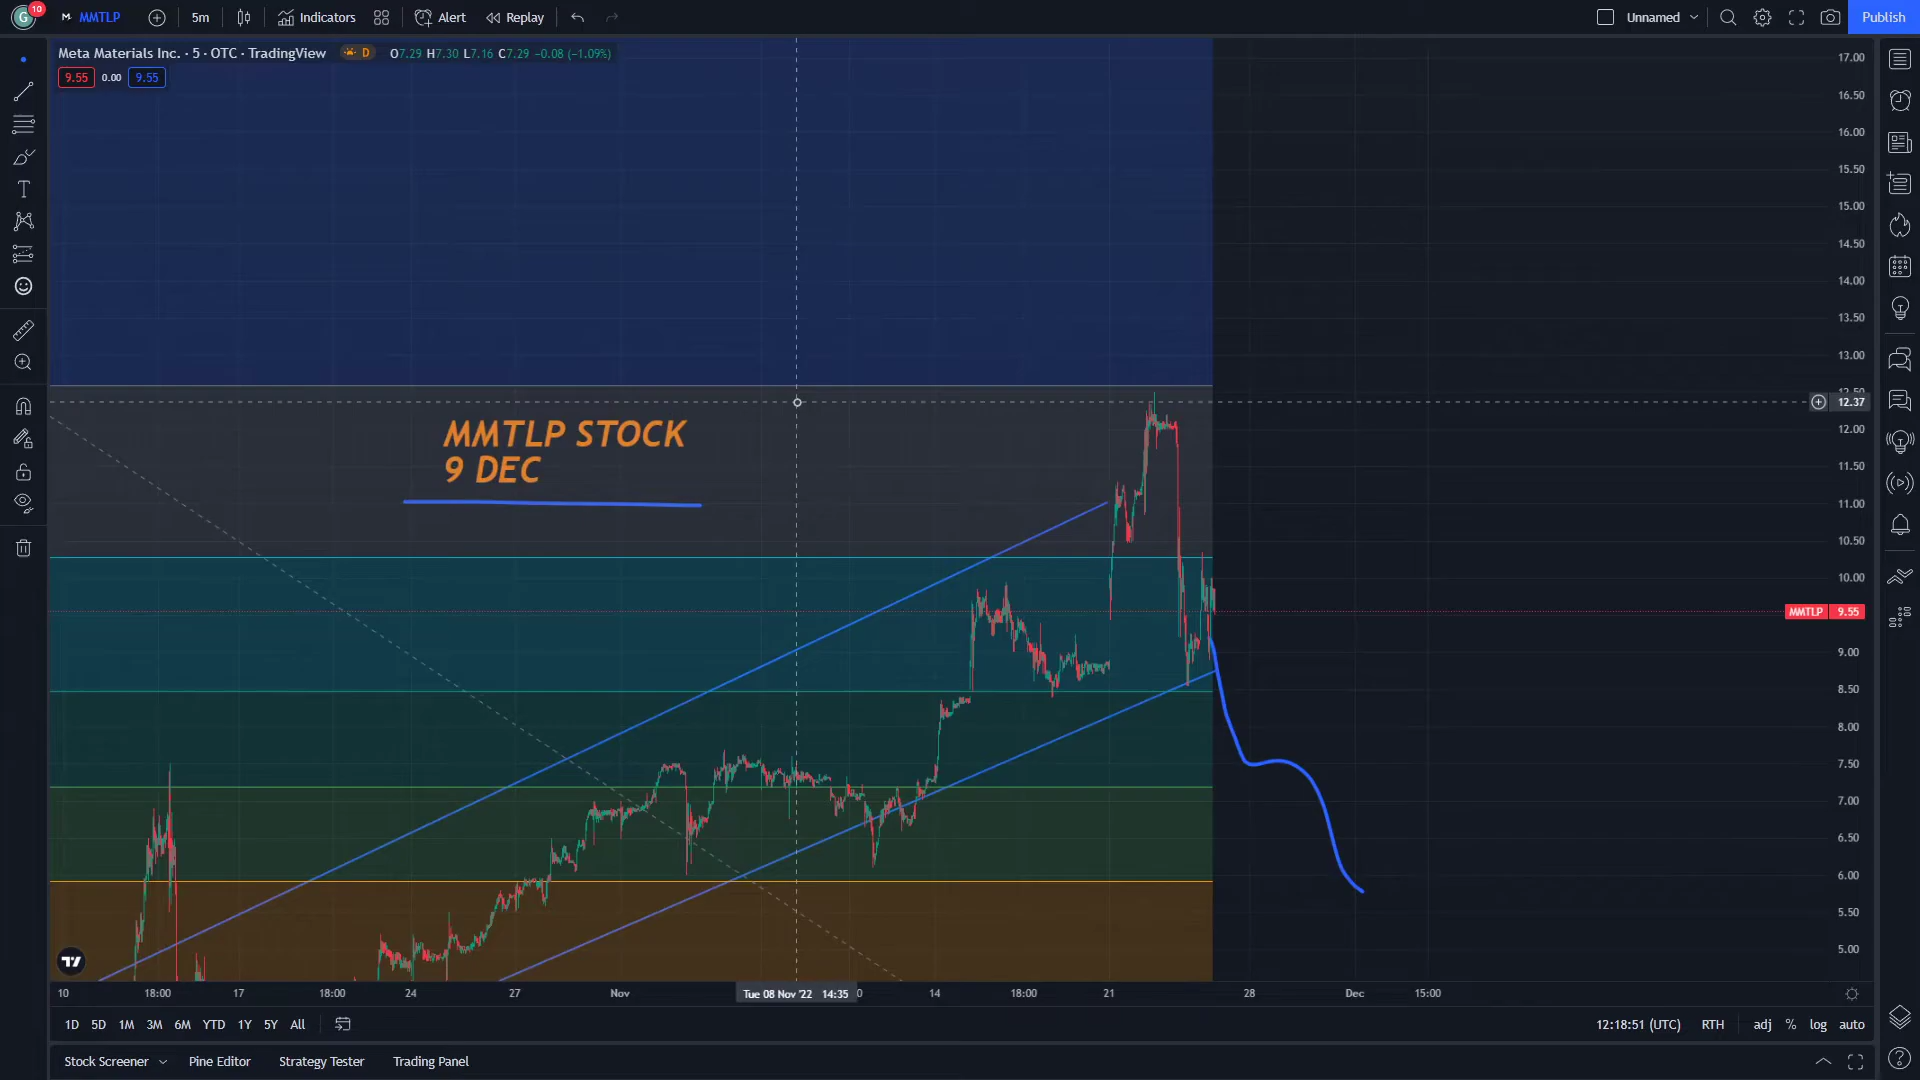 G 10 M MMTLP 5m Indicators Alert Replay Unnamed Publish
Meta Materials Inc. · 5 · OTC · TradingView D O7.29 H7.30 L7.16 C7.29 −0.08 (−1.09%)
9.55 0.00 9.55
17.00
16.50
16.00
15.50
15.00
14.50
14.00
13.50
13.00
12.50
12.37
12.00
MMTLP STOCK
9 DEC
11.50
11.00
10.50
10.00
MMTLP 9.55
9.00
8.50
8.00
7.50
7.00
6.50
6.00
5.50
5.00
10 18:00 17 18:00 24 27 Nov Tue 08 Nov '22 14:35 14 18:00 21 28 Dec 15:00
1D 5D 1M 3M 6M YTD 1Y 5Y All 12:18:51 (UTC) RTH adj % log auto
Stock Screener Pine Editor Strategy Tester Trading Panel